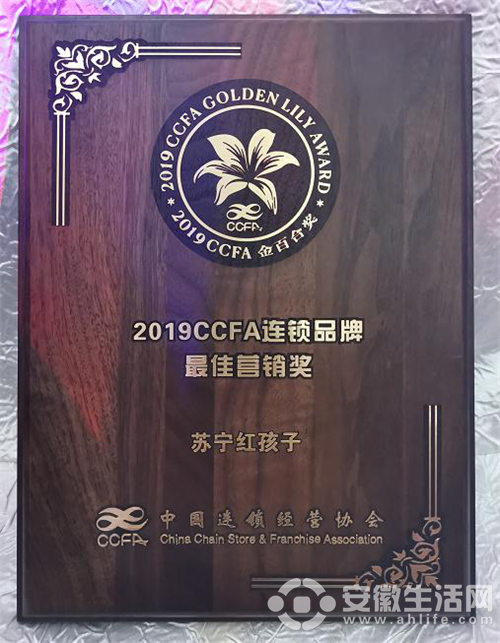 2019 CCFA GOLDEN LILY AWARD
CCFA
2019 CCFA 金百合奖
2019CCFA连锁品牌
最佳营销奖
苏宁红孩子
中国连锁经营协会
CCFA
China Chain Store & Franchise Association
安徽生活网
www.ahlife.com